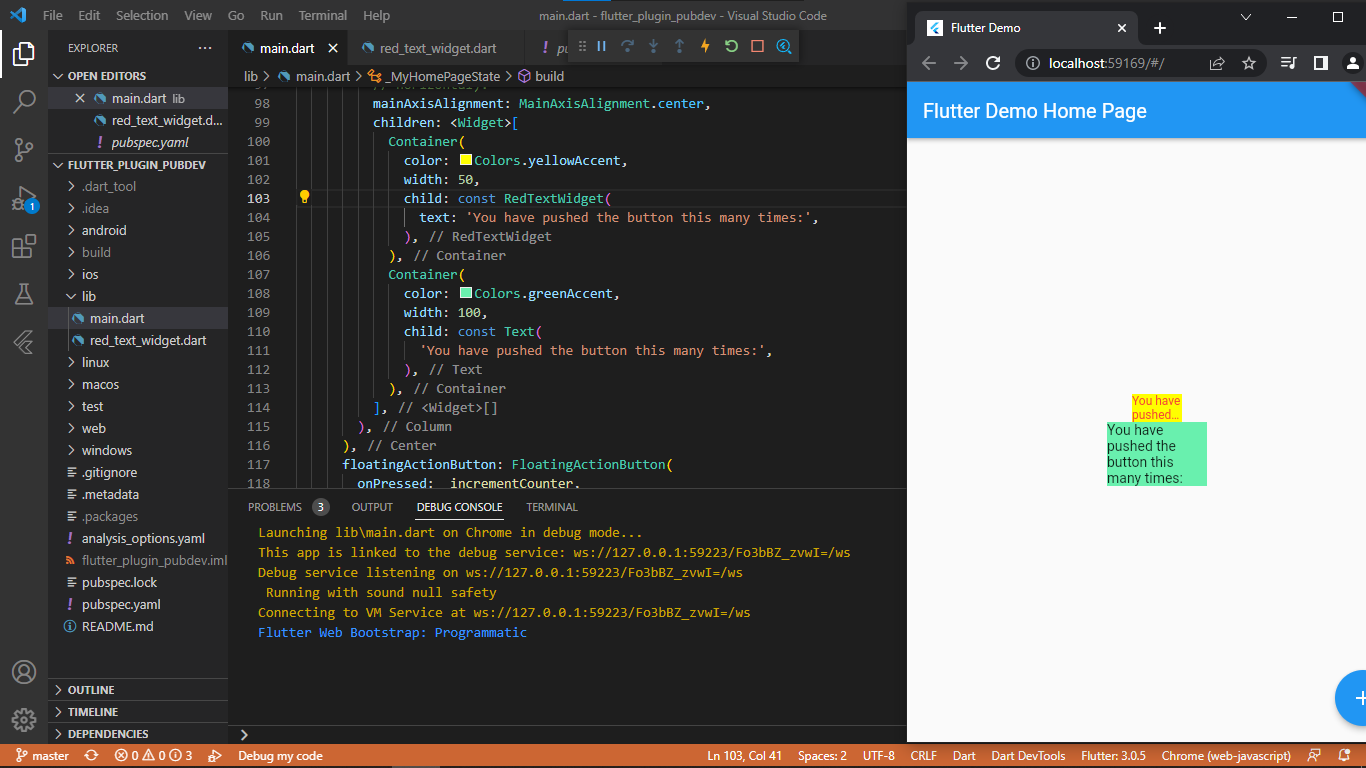 File Edit Selection View Go Run Terminal Help
main.dart - flutter_plugin_pubdev - Visual Studio Code
EXPLORER
OPEN EDITORS
main.dart lib
red_text_widget.d...
pubspec.yaml
FLUTTER_PLUGIN_PUBDEV
.dart_tool
.idea
android
build
ios
lib
main.dart
red_text_widget.dart
linux
macos
test
web
windows
.gitignore
.metadata
.packages
analysis_options.yaml
flutter_plugin_pubdev.iml
pubspec.lock
pubspec.yaml
README.md
OUTLINE
TIMELINE
DEPENDENCIES
1
main.dart
red_text_widget.dart
lib > main.dart > _MyHomePageState > build
98 mainAxisAlignment: MainAxisAlignment.center,
99 children: <Widget>[
100 Container(
101 color: Colors.yellowAccent,
102 width: 50,
103 child: const RedTextWidget(
104 text: 'You have pushed the button this many times:',
105 ), // RedTextWidget
106 ), // Container
107 Container(
108 color: Colors.greenAccent,
109 width: 100,
110 child: const Text(
111 'You have pushed the button this many times:',
112 ), // Text
113 ), // Container
114 ], // <Widget>[]
115 ), // Column
116 ), // Center
117 floatingActionButton: FloatingActionButton(
118 onPressed: _incrementCounter,
PROBLEMS 3 OUTPUT DEBUG CONSOLE TERMINAL
Launching lib\main.dart on Chrome in debug mode...
This app is linked to the debug service: ws://127.0.0.1:59223/Fo3bBZ_zvwI=/ws
Debug service listening on ws://127.0.0.1:59223/Fo3bBZ_zvwI=/ws
Running with sound null safety
Connecting to VM Service at ws://127.0.0.1:59223/Fo3bBZ_zvwI=/ws
Flutter Web Bootstrap: Programmatic
Flutter Demo
localhost:59169/#/
Flutter Demo Home Page
You have
pushed...
You have
pushed the
button this
many times:
master 0 0 3 Debug my code Ln 103, Col 41 Spaces: 2 UTF-8 CRLF Dart Dart DevTools Flutter: 3.0.5 Chrome (web-javascript)